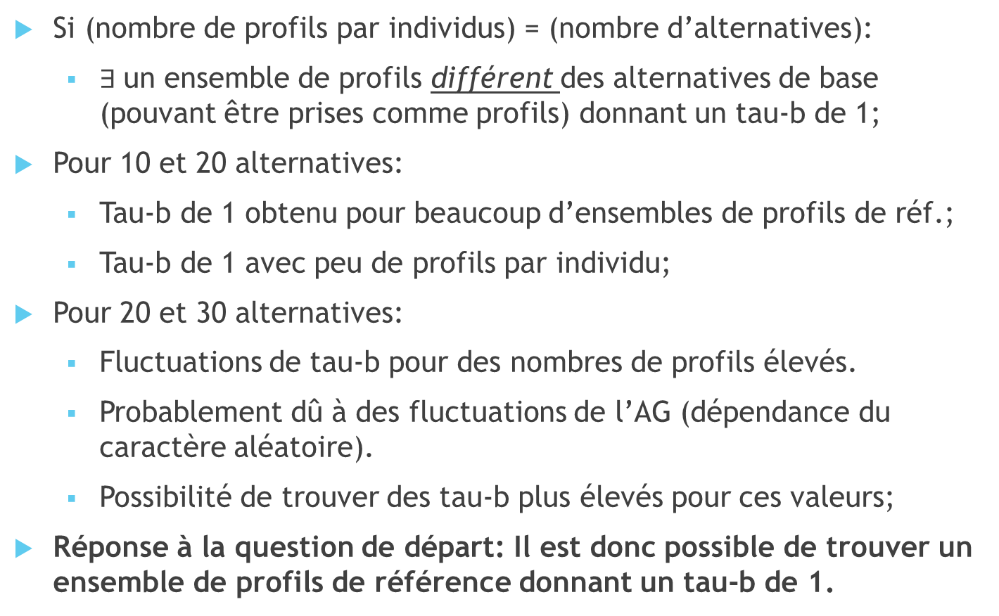 Si (nombre de profils par individus) = (nombre d’alternatives):
∃ un ensemble de profils différent des alternatives de base
(pouvant être prises comme profils) donnant un tau-b de 1;
Pour 10 et 20 alternatives:
Tau-b de 1 obtenu pour beaucoup d’ensembles de profils de réf.;
Tau-b de 1 avec peu de profils par individu;
Pour 20 et 30 alternatives:
Fluctuations de tau-b pour des nombres de profils élevés.
Probablement dû à des fluctuations de l’AG (dépendance du
caractère aléatoire).
Possibilité de trouver des tau-b plus élevés pour ces valeurs;
Réponse à la question de départ: Il est donc possible de trouver un
ensemble de profils de référence donnant un tau-b de 1.